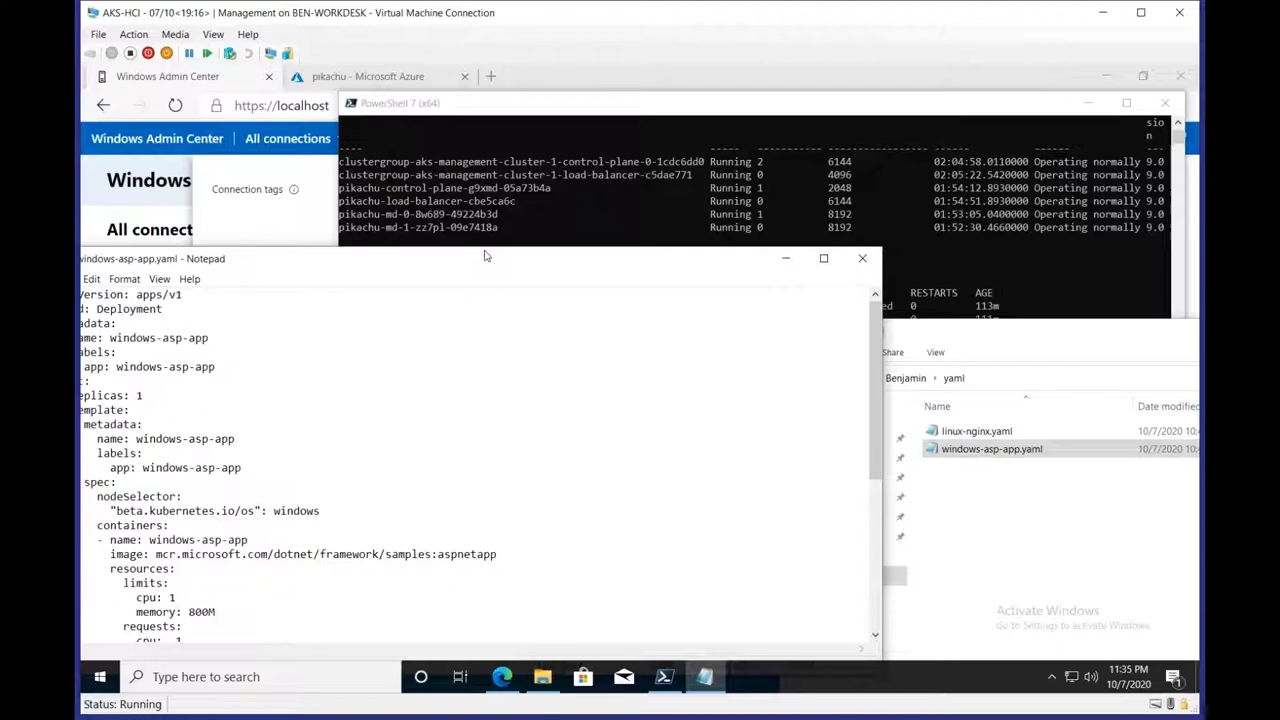 AKS-HCI - 07/10<19:16> | Management on BEN-WORKDESK - Virtual Machine Connection
File Action Media View Help
Windows Admin Center
pikachu - Microsoft Azure
https://localhost
PowerShell 7 (x64)
Windows Admin Center
All connections
Windows
Connection tags
All connect
sio
n
---- ----- ----------- ----------------- ------ ------ -------
clustergroup-aks-management-cluster-1-control-plane-0-1cdc6dd0 Running 2 6144 02:04:58.0110000 Operating normally 9.0
clustergroup-aks-management-cluster-1-load-balancer-c5dae771 Running 0 4096 02:05:22.5420000 Operating normally 9.0
pikachu-control-plane-g9xmd-05a73b4a Running 1 2048 01:54:12.8930000 Operating normally 9.0
pikachu-load-balancer-cbe5ca6c Running 0 6144 01:54:51.8930000 Operating normally 9.0
pikachu-md-0-8w689-49224b3d Running 1 8192 01:53:05.0400000 Operating normally 9.0
pikachu-md-1-zz7pl-09e7418a Running 0 8192 01:52:30.4660000 Operating normally 9.0
RESTARTS AGE
ed 0 113m
windows-asp-app.yaml - Notepad
Edit Format View Help
Version: apps/v1
d: Deployment
adata:
ame: windows-asp-app
abels:
app: windows-asp-app
c:
eplicas: 1
emplate:
metadata:
name: windows-asp-app
labels:
app: windows-asp-app
spec:
nodeSelector:
"beta.kubernetes.io/os": windows
containers:
- name: windows-asp-app
image: mcr.microsoft.com/dotnet/framework/samples:aspnetapp
resources:
limits:
cpu: 1
memory: 800M
requests:
cpu: .1
Share View
Benjamin › yaml
Name Date modified
linux-nginx.yaml 10/7/2020 10:
windows-asp-app.yaml 10/7/2020 10:
Activate Windows
Go to Settings to activate Windows.
Type here to search
11:35 PM
10/7/2020
1
Status: Running